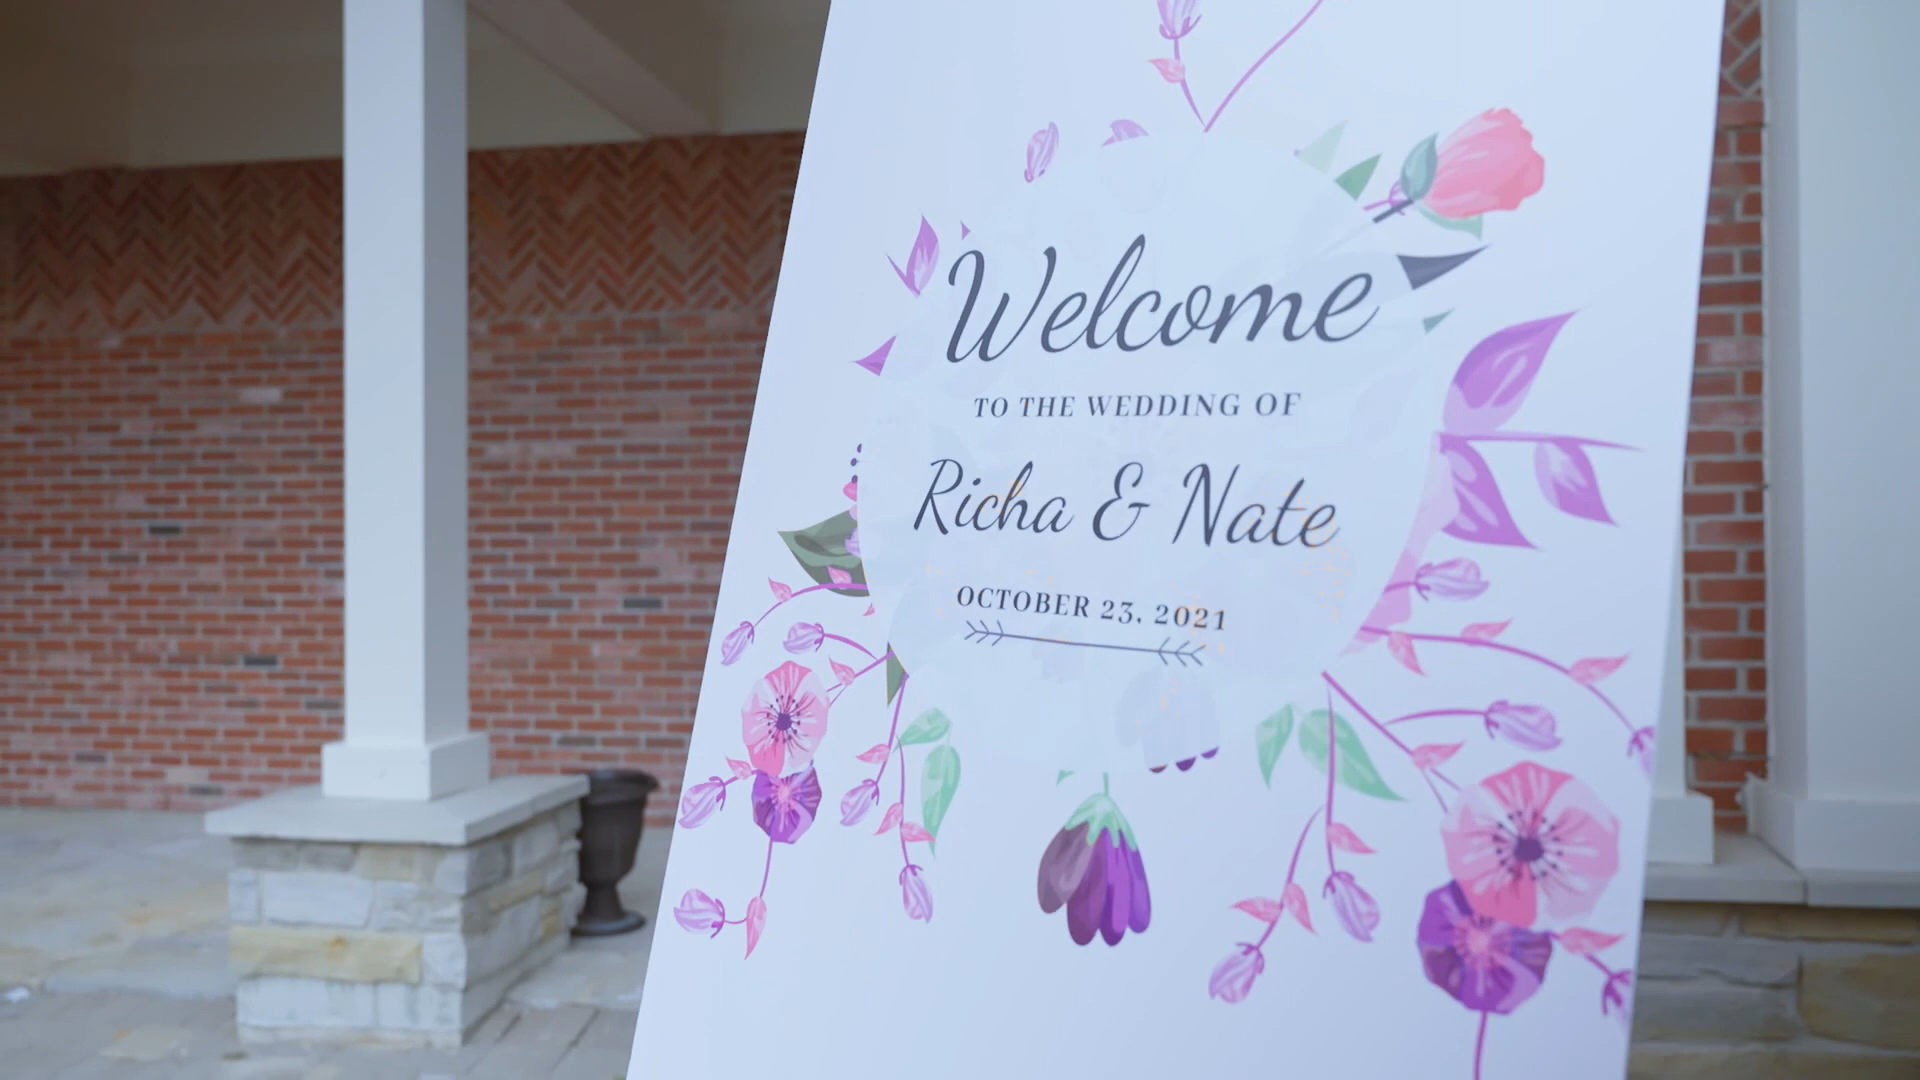 Welcome
TO THE WEDDING OF
Richa & Nate
OCTOBER 23, 2021